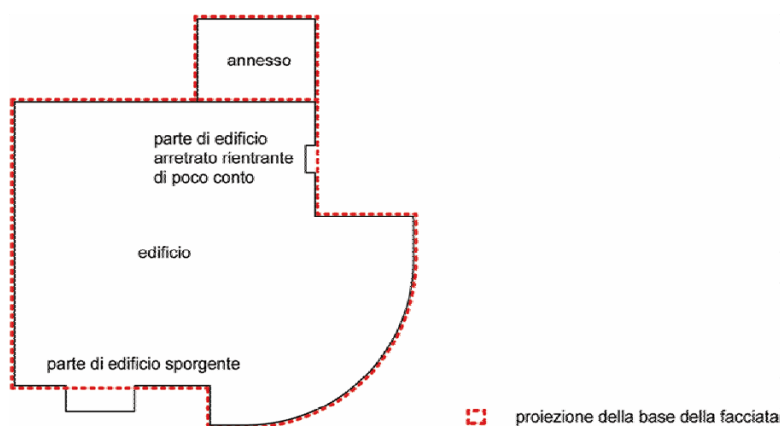 annesso
parte di edificio
arretrato rientrante
di poco conto
edificio
parte di edificio sporgente
proiezione della base della facciata